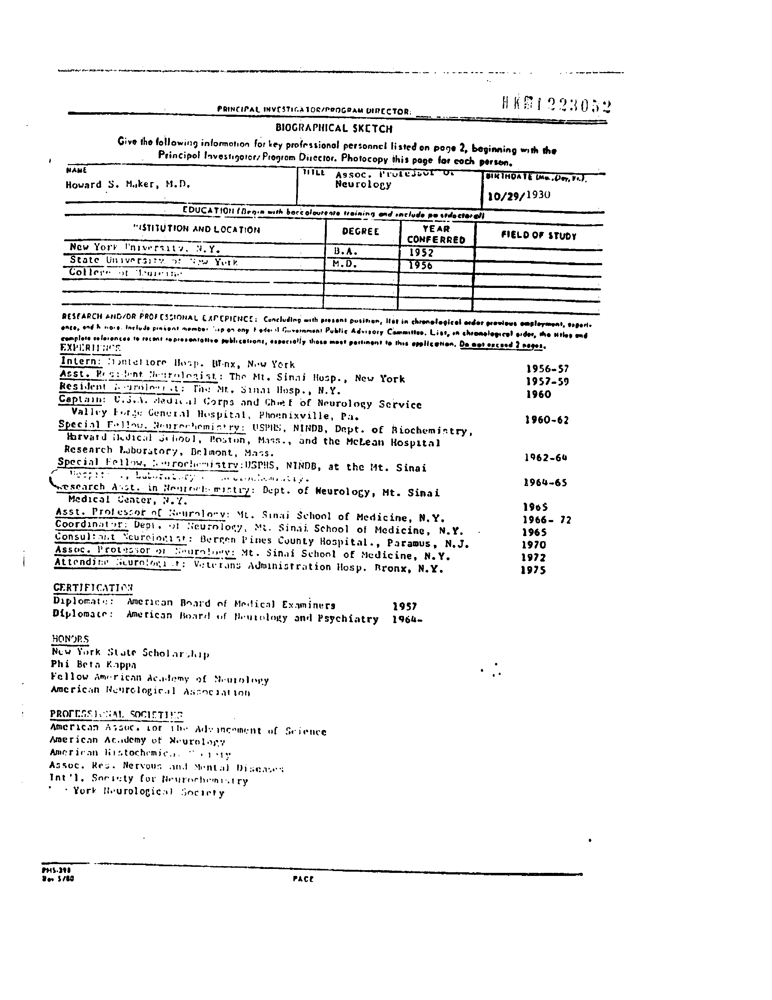 PRINCIPAL INVESTIGATOR/PROGRAM DIRECTOR: 1223052
BIOGRAPHICAL SKETCH
Give the following information for key professional personnel listed on page 2, beginning with the
Principal Investigator/Program Director. Photocopy this page for each person.
NAME TITLE Assoc. Professor of BIRTHDATE (Mo., Day, Yr.)
Howard S. Maker, M.D. Neurology 10/29/1930
EDUCATION (Begin with baccalaureate training and include postdoctoral)
INSTITUTION AND LOCATION DEGREE YEAR CONFERRED FIELD OF STUDY
New York University, N.Y. B.A. 1952
State University of New York M.D. 1956
College of Medicine
RESEARCH AND/OR PROFESSIONAL EXPERIENCE: Concluding with present position, list in chronological order previous employment, experi-
ence, and honors. Include present membership on any Federal Government Public Advisory Committee. List, in chronological order, the titles and
complete references to recent representative publications, especially those most pertinent to this application. Do not exceed 2 pages.
EXPERIENCE
Intern: Montefiore Hosp. Bronx, New York 1956-57
Asst. Resident Neurologist: The Mt. Sinai Hosp., New York 1957-59
Resident Neurologist: The Mt. Sinai Hosp., N.Y. 1960
Captain: U.S.A. Medical Corps and Chief of Neurology Service
Valley Forge General Hospital, Phoenixville, Pa. 1960-62
Special Fellow, Neurochemistry: USPHS, NINDB, Dept. of Biochemistry,
Harvard Medical School, Boston, Mass., and the McLean Hospital
Research Laboratory, Belmont, Mass. 1962-64
Special Fellow, Neurochemistry:USPHS, NINDB, at the Mt. Sinai
Hospital, Laboratory 1964-65
Research Asst. in Neurochemistry: Dept. of Neurology, Mt. Sinai
Medical Center, N.Y. 1965
Asst. Professor of Neurology: Mt. Sinai School of Medicine, N.Y. 1966- 72
Coordinator: Dept. of Neurology, Mt. Sinai School of Medicine, N.Y. 1965
Consultant Neurologist: Bergen Pines County Hospital., Paramus, N.J. 1970
Assoc. Professor of Neurology: Mt. Sinai School of Medicine, N.Y. 1972
Attending Neurologist: Veterans Administration Hosp. Bronx, N.Y. 1975
CERTIFICATION
Diplomate: American Board of Medical Examiners 1957
Diplomate: American Board of Neurology and Psychiatry 1964-
HONORS
New York State Scholarship
Phi Beta Kappa
Fellow American Academy of Neurology
American Neurological Association
PROFESSIONAL SOCIETIES
American Assoc. for the Advancement of Science
American Academy of Neurology
American Histochemical Society
Assoc. Res. Nervous and Mental Diseases
Int'l. Society for Neurochemistry
York Neurological Society
PHS-398
Rev. 5/80
PAGE